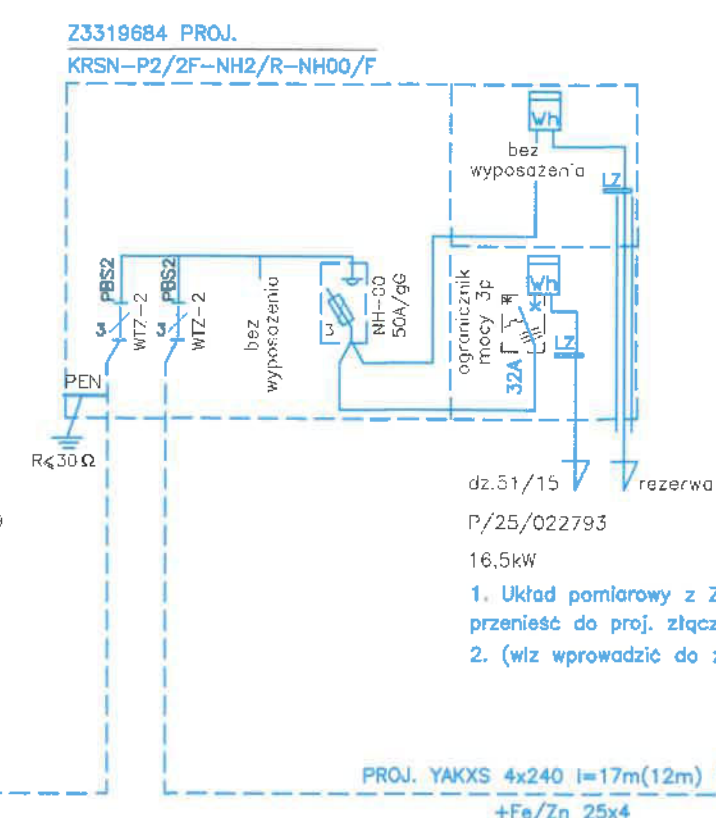 Z3319684 PROJ.
KRSN-P2/2F-NH2/R-NH00/F
Wh
bez
wyposażenia
LZ
PBS2
3
WTZ-2
PBS2
3
WTZ-2
bez
wyposażenia
3
NH-00
50A/gG
ogranicznik
mocy 3p
Wh
*
*
32A
LZ
PEN
R⩽30Ω
dz.51/15
rezerwa
P/25/022793
16,5kW
1. Układ pomiarowy z Z
przenieść do proj. złącz
2. (wlz wprowadzić do z
PROJ. YAKXS 4x240 l=17m(12m)
+Fe/Zn 25x4